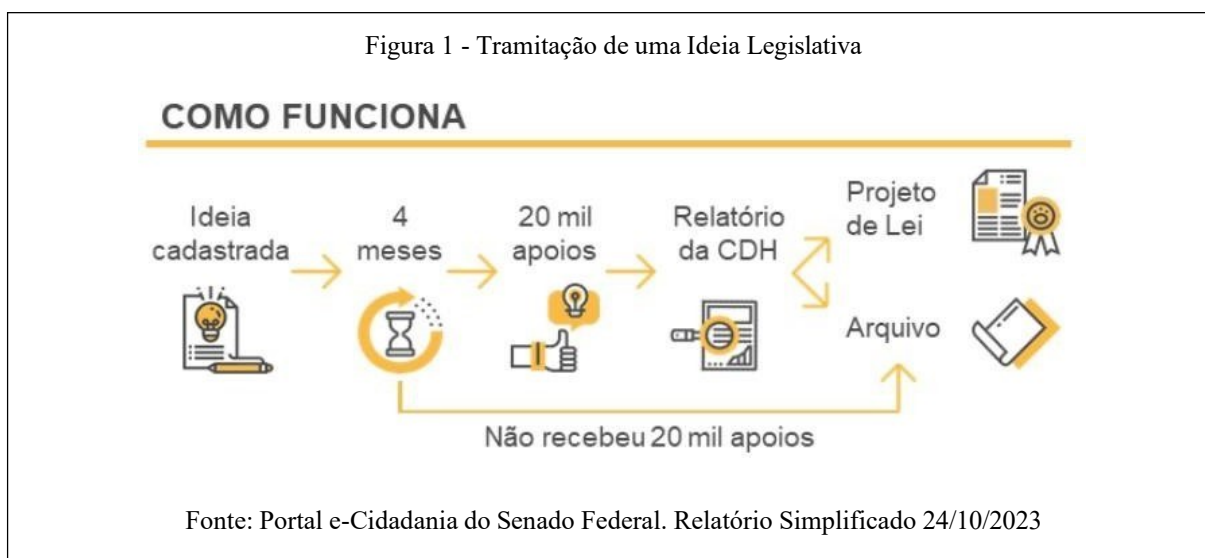 Figura 1 - Tramitação de uma Ideia Legislativa
COMO FUNCIONA
Ideia
cadastrada
4
meses
20 mil
apoios
Relatório
da CDH
Projeto
de Lei
Arquivo
Não recebeu 20 mil apoios
Fonte: Portal e-Cidadania do Senado Federal. Relatório Simplificado 24/10/2023